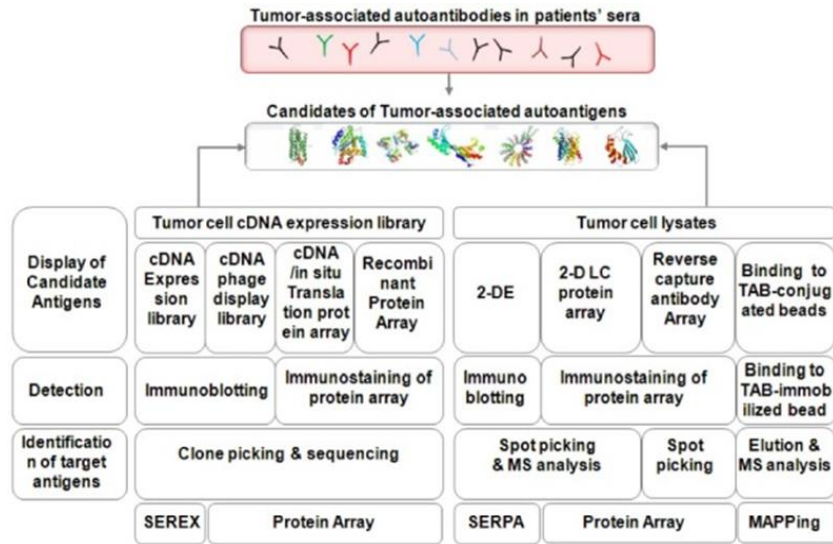 Tumor-associated autoantibodies in patients' sera
Candidates of Tumor-associated autoantigens
Tumor cell cDNA expression library
Tumor cell lysates
Display of
Candidate
Antigens
cDNA
Expres
sion
library
cDNA
phage
display
library
cDNA
/in situ
Transla
tion prot
ein array
Recombi
nant
Protein
Array
2-DE
2-D LC
protein
array
Reverse
capture
antibody
Array
Binding to
TAB-conjug
ated beads
Detection
Immunoblotting
Immunostaining of
protein array
Immuno
blotting
Immunostaining of
protein array
Binding to
TAB-immob
ilized bead
Identificatio
n of target
antigens
Clone picking & sequencing
Spot picking
& MS analysis
Spot
picking
Elution &
MS analysis
SEREX
Protein Array
SERPA
Protein Array
MAPPing